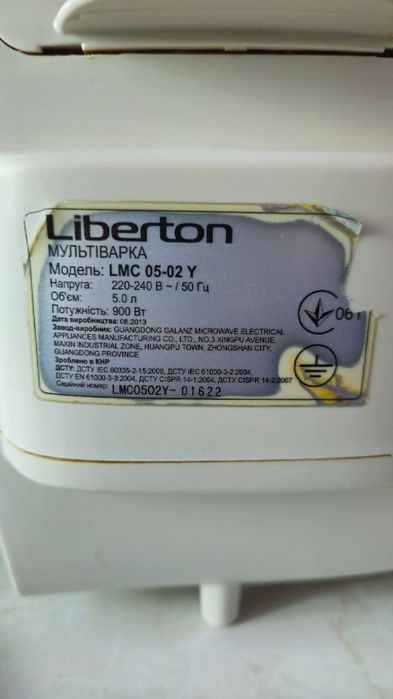 Liberton
МУЛЬТІВАРКА
Модель: LMC 05-02 Y
Напруга: 220-240 В ~ / 50 Гц
Об'єм: 5.0 л
Потужність: 900 Вт
Дата виробництва: 08.2013
Завод-виробник: GUANGDONG GALANZ MICROWAVE ELECTRICAL
APPLIANCES MANUFACTURING CO., LTD., NO.3 XINGPU AVENUE,
MAXIN INDUSTRIAL ZONE, HUANGPU TOWN, ZHONGSHAN CITY,
GUANGDONG PROVINCE
Зроблено в КНР
ДСТУ: ДСТУ IEC 60335-2-15:2006, ДСТУ IEC 61000-3-2:2004,
ДСТУ EN 61000-3-3:2004, ДСТУ CISPR 14-1:2004, ДСТУ CISPR 14-2:2007
Серійний номер: LMC0502Y- 01622
06